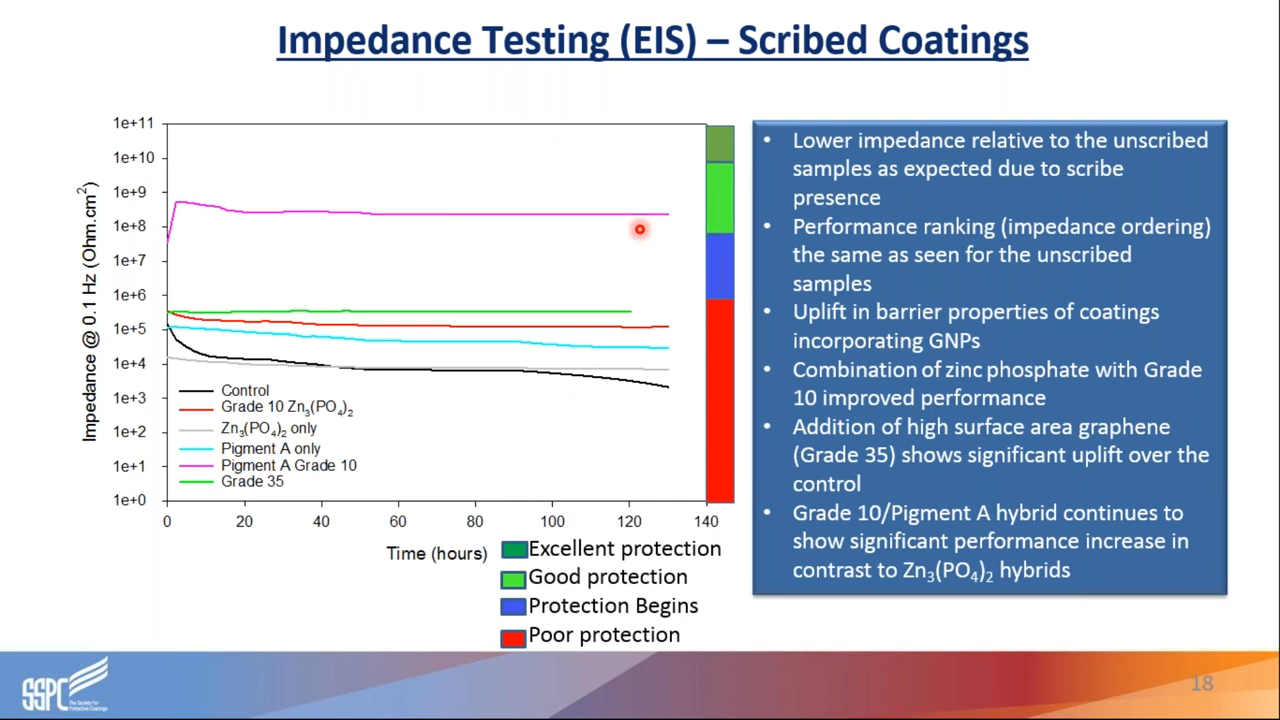 Impedance Testing (EIS) – Scribed Coatings
1e+11
1e+10
1e+9
1e+8
1e+7
1e+6
1e+5
1e+4
1e+3
1e+2
1e+1
1e+0
Impedance @ 0.1 Hz (Ohm.cm²)
Control
Grade 10 Zn₃(PO₄)₂
Zn₃(PO₄)₂ only
Pigment A only
Pigment A Grade 10
Grade 35
0 20 40 60 80 100 120 140
Time (hours)
Excellent protection
Good protection
Protection Begins
Poor protection
• Lower impedance relative to the unscribed
samples as expected due to scribe
presence
• Performance ranking (impedance ordering)
the same as seen for the unscribed
samples
• Uplift in barrier properties of coatings
incorporating GNPs
• Combination of zinc phosphate with Grade
10 improved performance
• Addition of high surface area graphene
(Grade 35) shows significant uplift over the
control
• Grade 10/Pigment A hybrid continues to
show significant performance increase in
contrast to Zn₃(PO₄)₂ hybrids
SSPC
The Society for
Protective Coatings
18